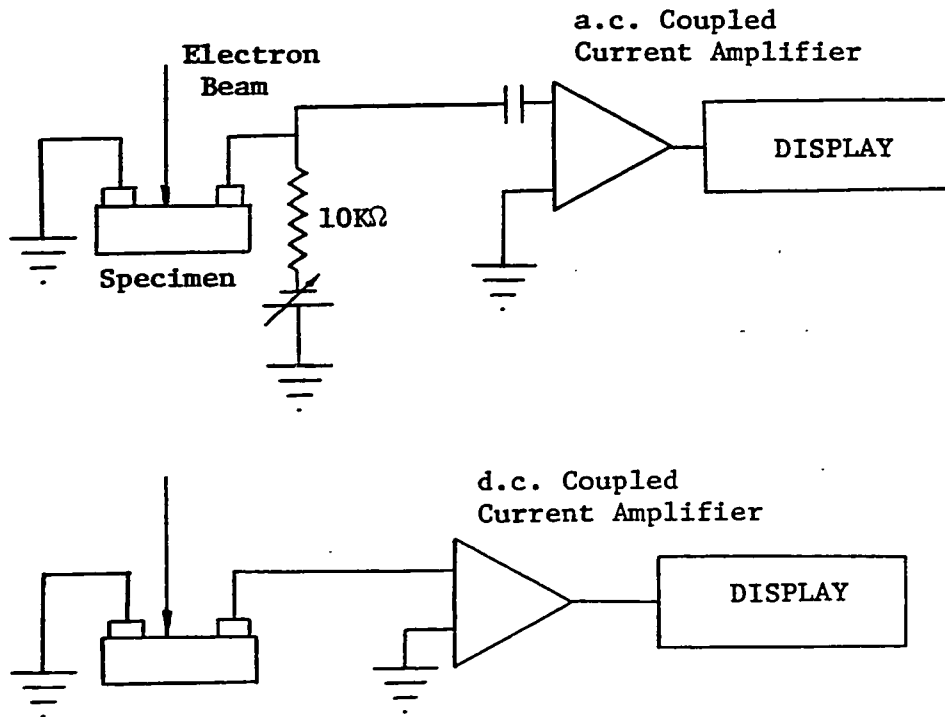 a.c. Coupled
Current Amplifier
Electron
Beam
DISPLAY
10KΩ
Specimen
d.c. Coupled
Current Amplifier
DISPLAY